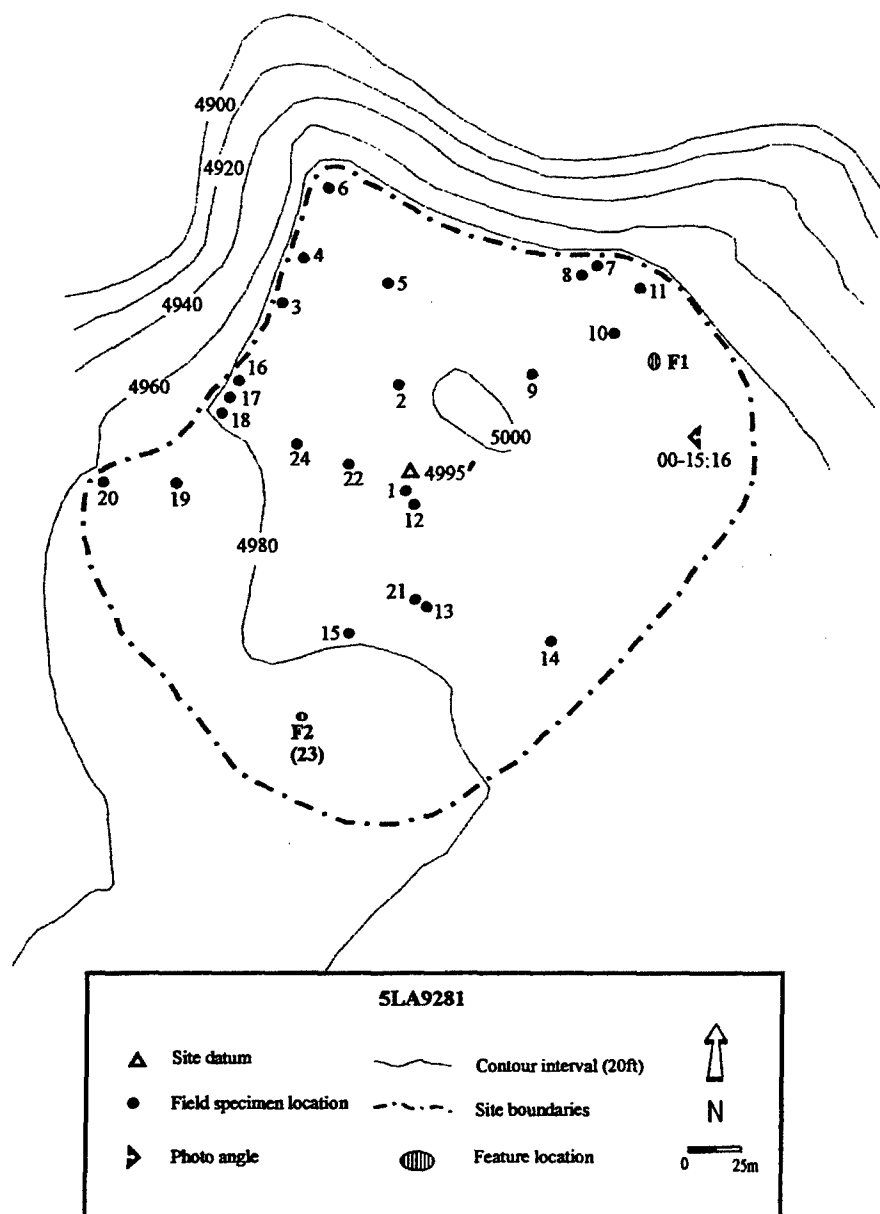 4900
4920
6
4
7
8
5
11
3
4940
10
16
F1
4960
9
17
2
18
5000
24
00-15:16
22
4995'
20
19
1
12
4980
21
13
15
14
F2
(23)
5LA9281
Site datum
Contour interval (20ft)
Field specimen location
Site boundaries
N
Photo angle
Feature location
0 25m